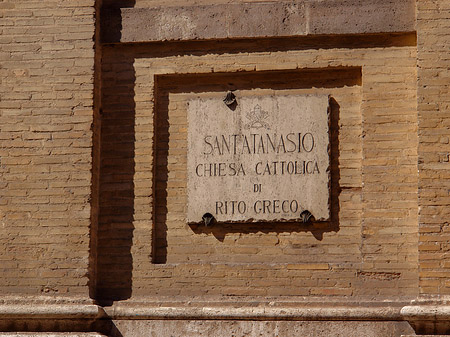 SANT'ATANASIO
CHIESA CATTOLICA
DI
RITO GRECO